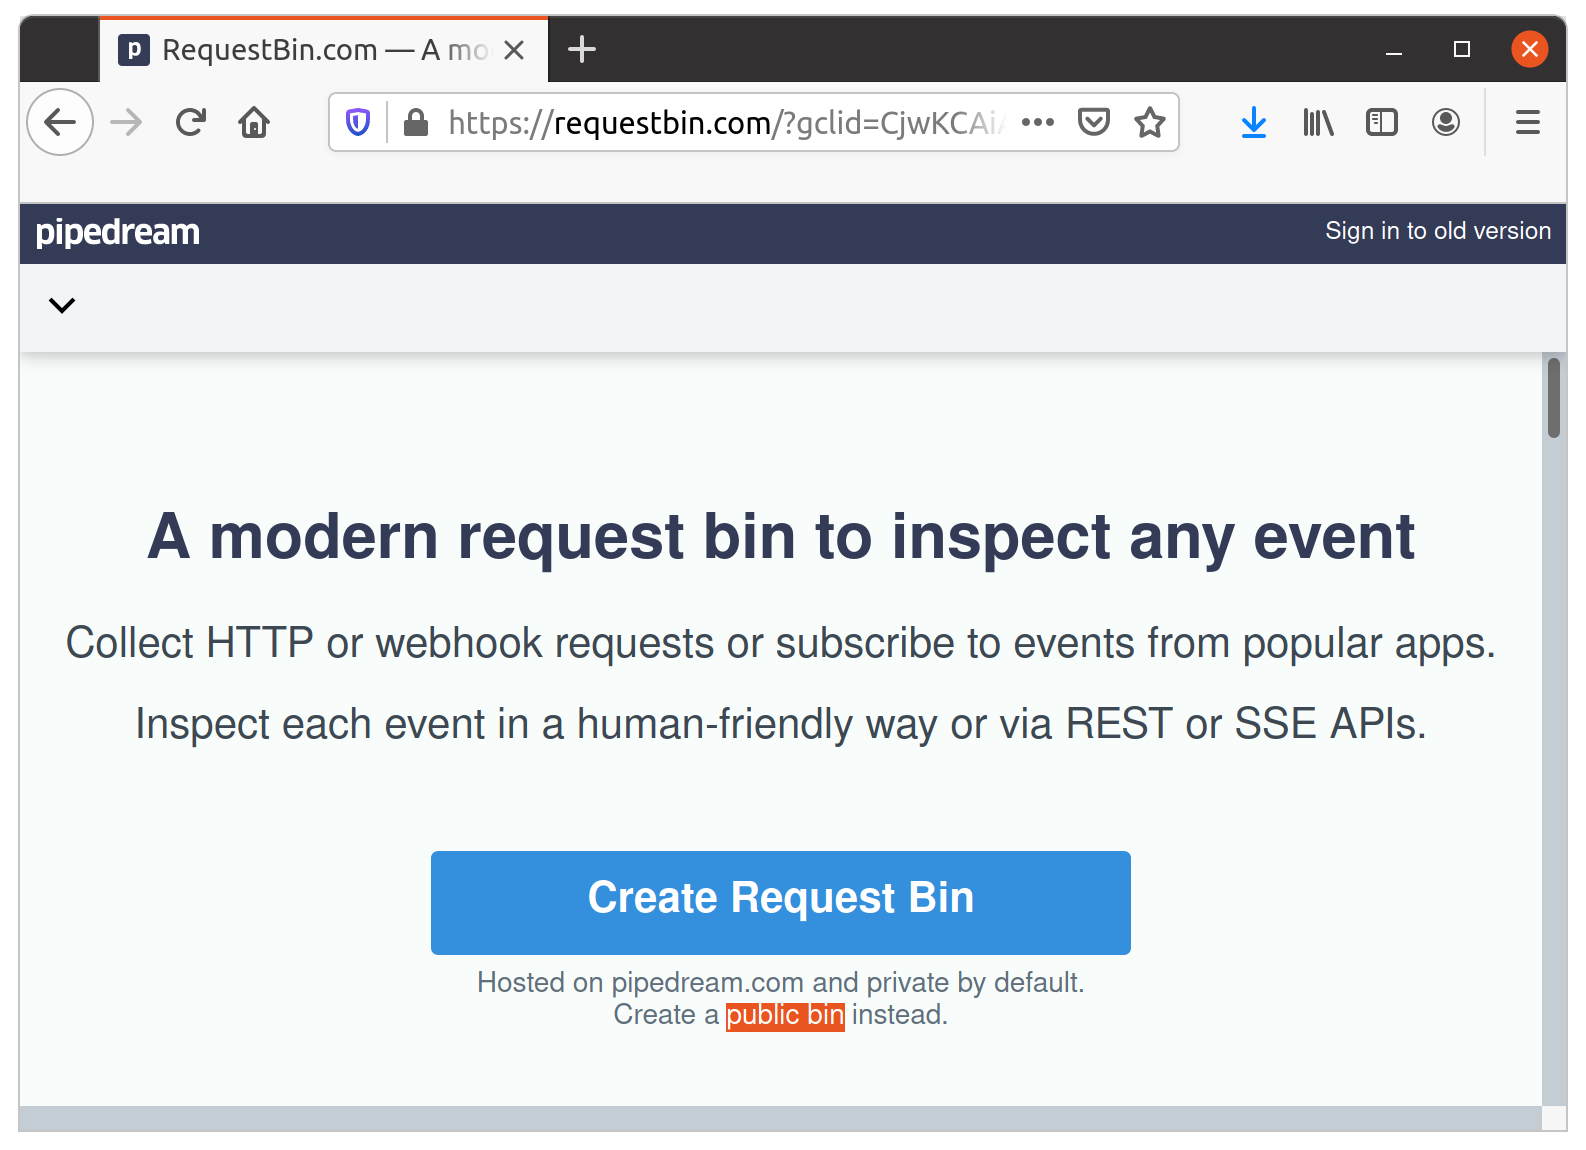 p RequestBin.com — A mo
https://requestbin.com/?gclid=CjwKCAiA
pipedream
Sign in to old version
A modern request bin to inspect any event
Collect HTTP or webhook requests or subscribe to events from popular apps.
Inspect each event in a human-friendly way or via REST or SSE APIs.
Create Request Bin
Hosted on pipedream.com and private by default.
Create a public bin instead.